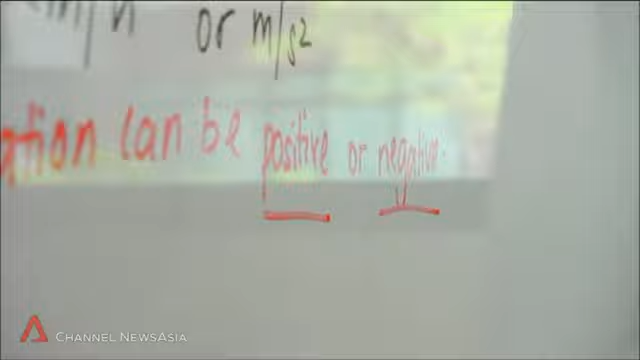 or m/s²
ation can be positive or negative.
CHANNEL NEWSASIA